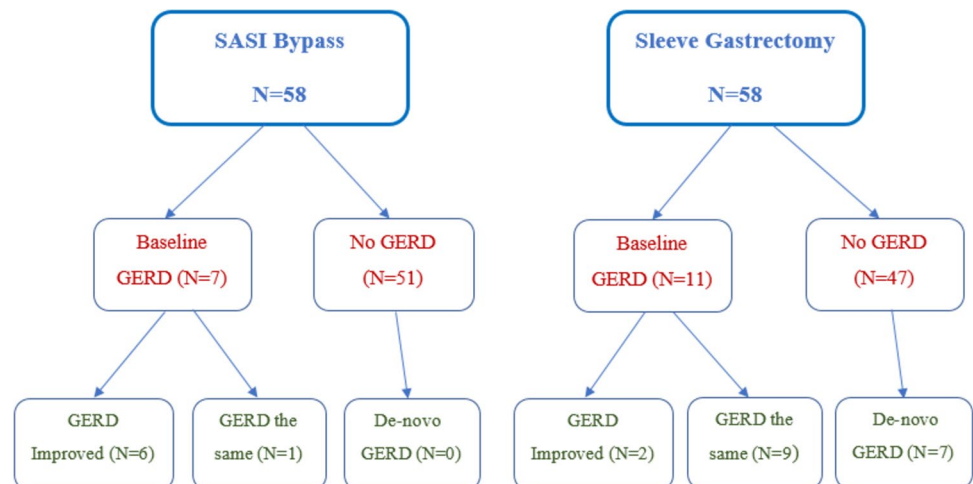 SASI Bypass
N=58
Sleeve Gastrectomy
N=58
Baseline
GERD (N=7)
No GERD
(N=51)
Baseline
GERD (N=11)
No GERD
(N=47)
GERD
Improved (N=6)
GERD the
same (N=1)
De-novo
GERD (N=0)
GERD
Improved (N=2)
GERD the
same (N=9)
De-novo
GERD (N=7)